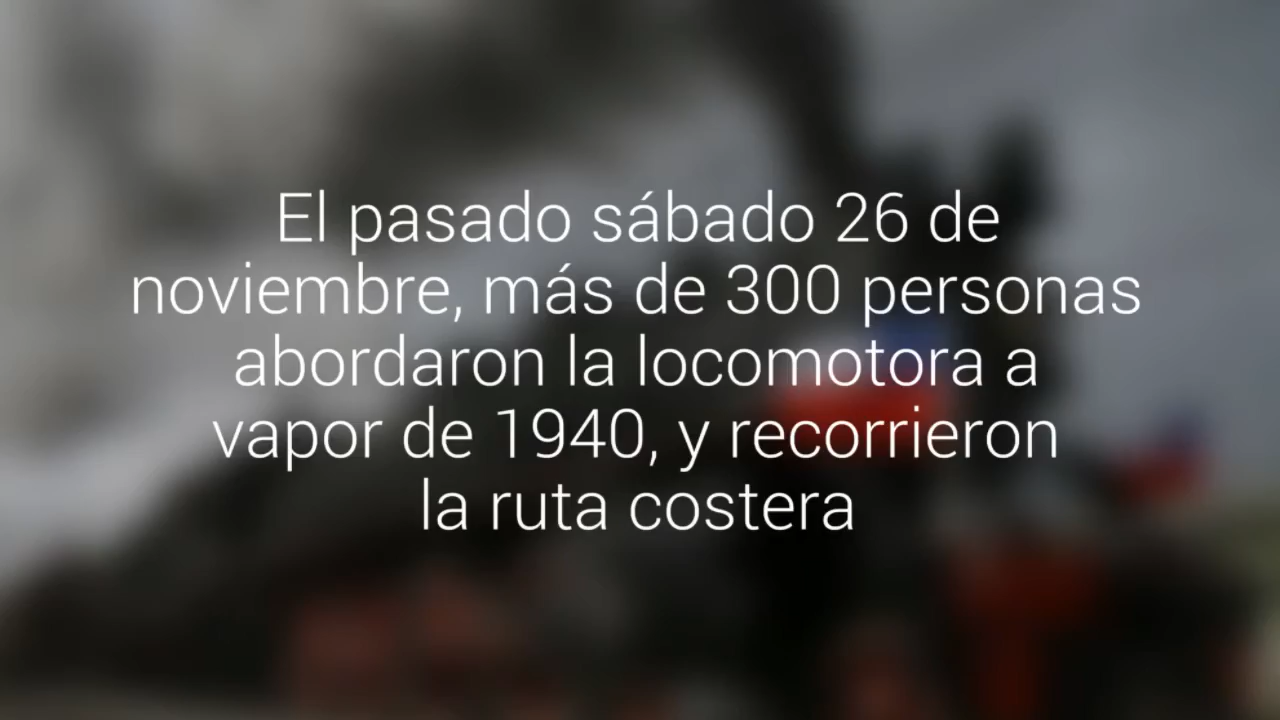 El pasado sábado 26 de
noviembre, más de 300 personas
abordaron la locomotora a
vapor de 1940, y recorrieron
la ruta costera